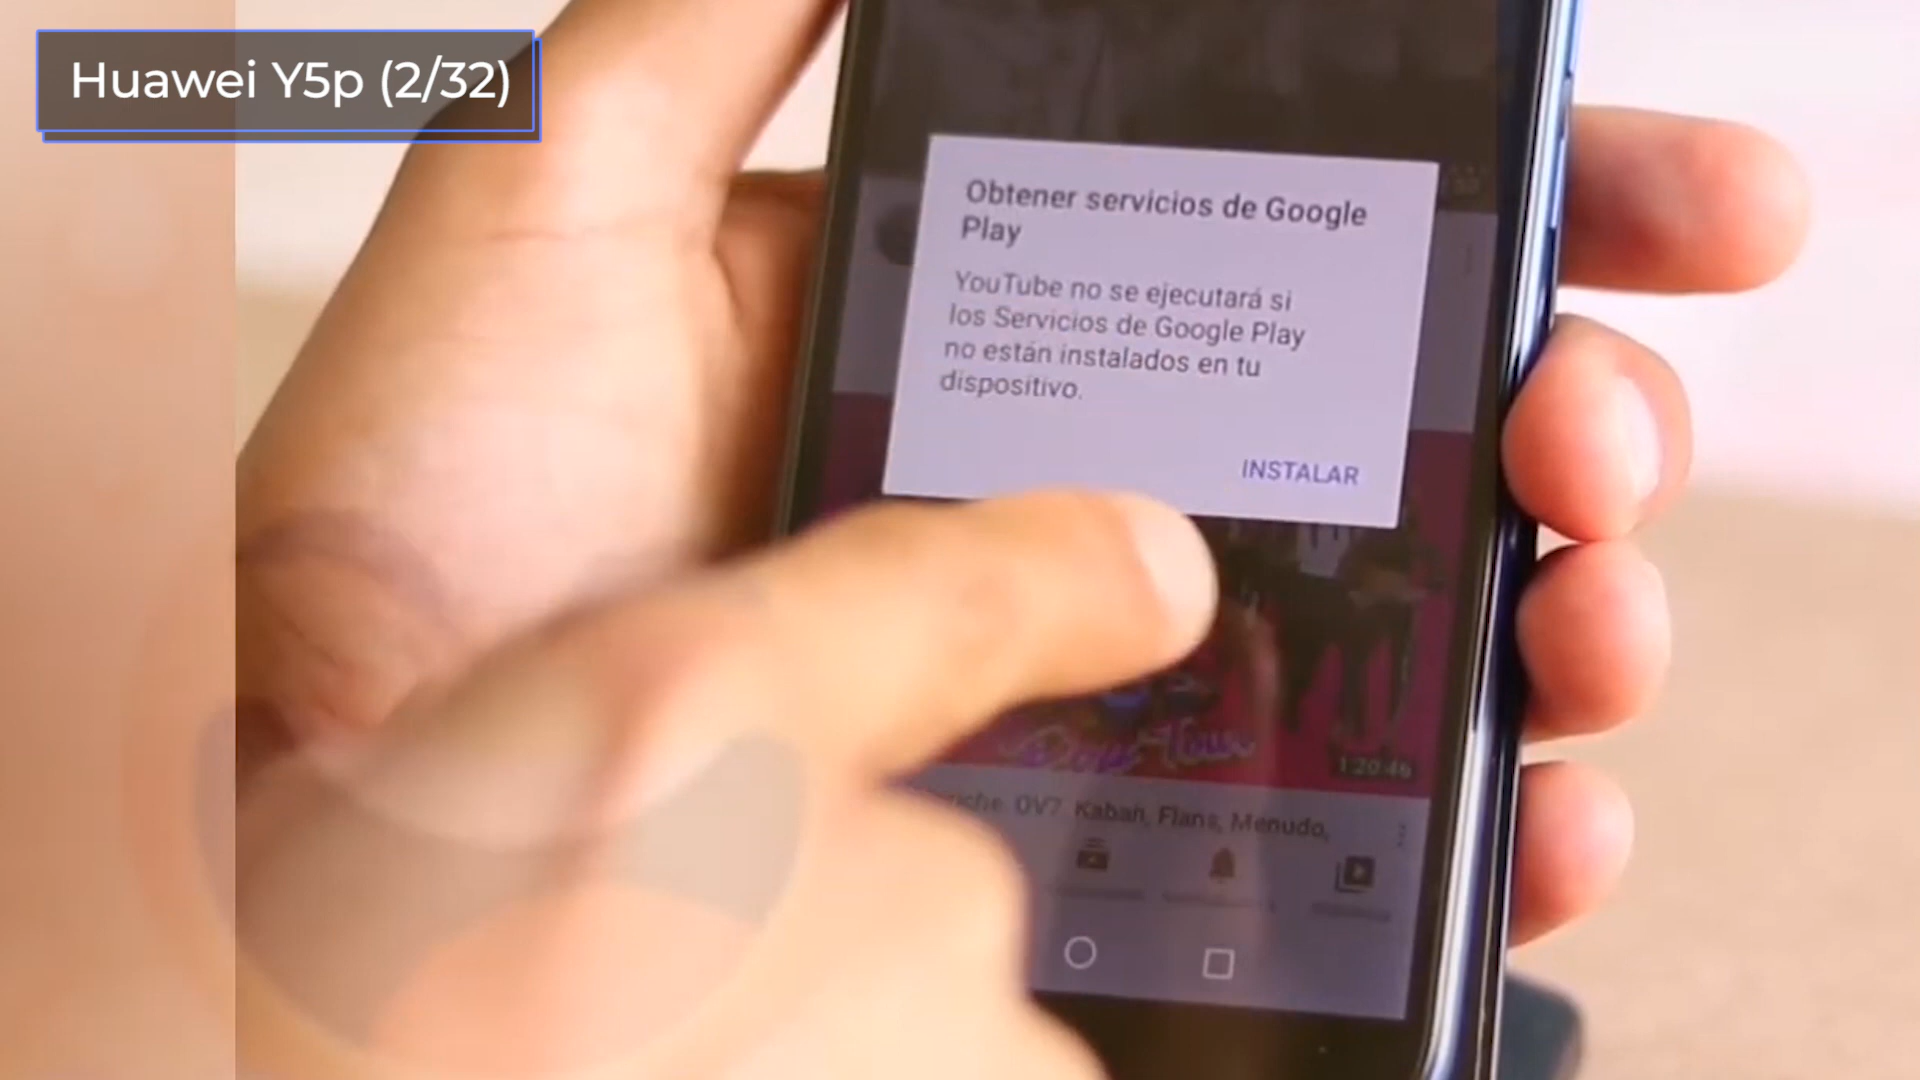 Huawei Y5p (2/32)
Obtener servicios de Google
Play
YouTube no se ejecutará si
los Servicios de Google Play
no están instalados en tu
dispositivo.
INSTALAR
1:20:46
OV7, Kabah, Flans, Menudo,